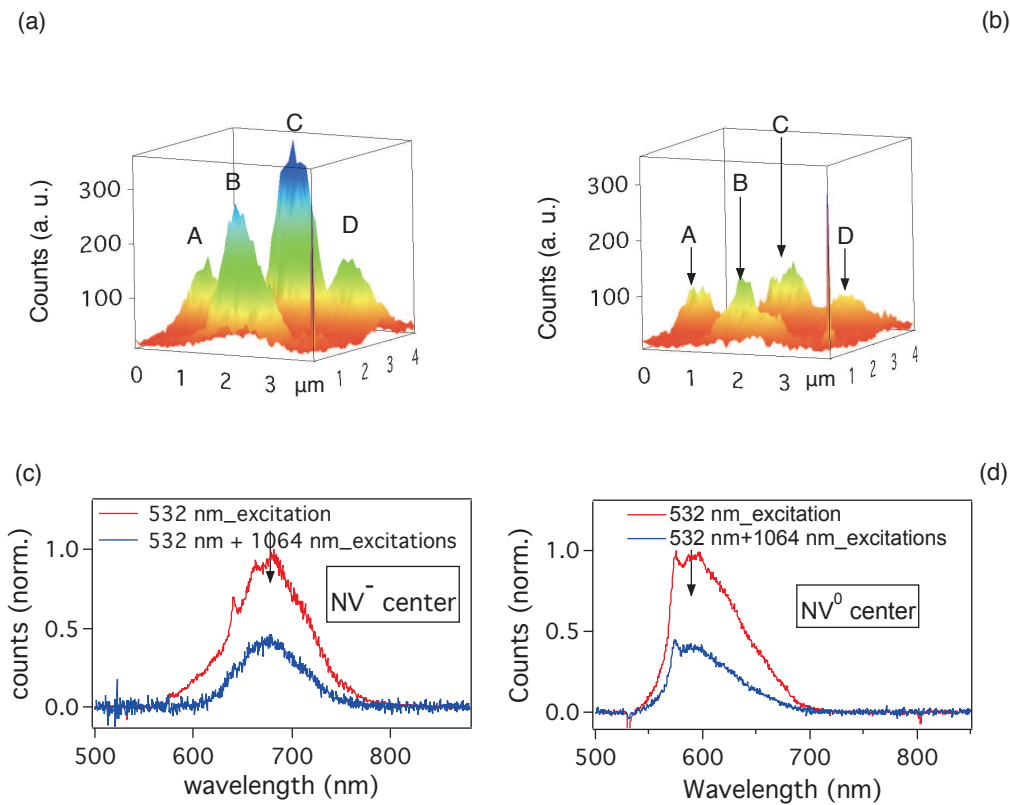 (a)
(b)
C
B
A
D
300
200
100
Counts (a. u.)
0
1
2
3
µm
1
2
3
4
C
B
A
D
300
200
100
Counts (a. u.)
0
1
2
3
µm
1
2
3
4
(c)
(d)
532 nm_excitation
532 nm + 1064 nm_excitations
NV⁻ center
1.0
0.5
0.0
counts (norm.)
500
600
700
800
wavelength (nm)
532 nm_excitation
532 nm+1064 nm_excitations
NV⁰ center
1.0
0.5
0.0
Counts (norm.)
500
600
700
800
Wavelength (nm)